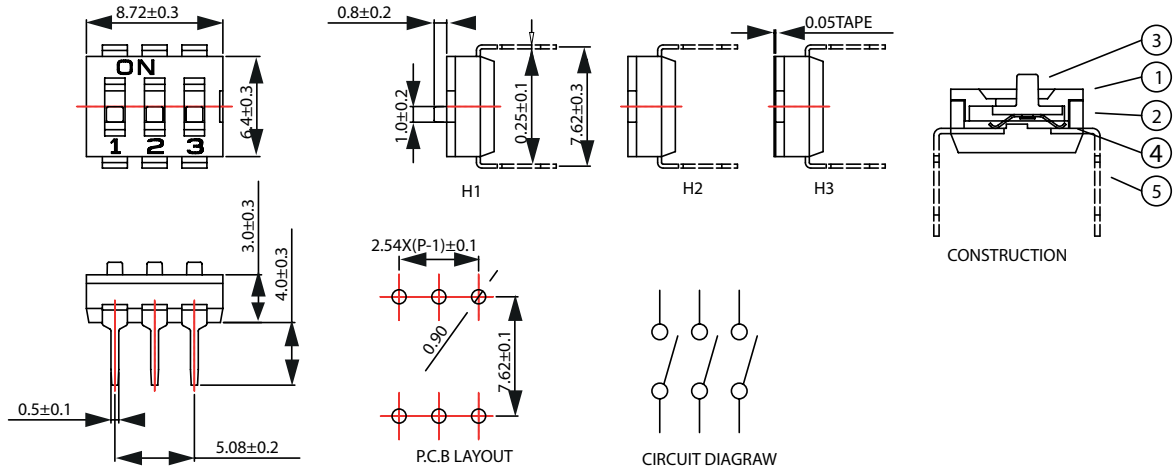 8.72±0.3
ON
1 2 3
6.4±0.3
0.8±0.2
1.0±0.2
0.25±0.1
7.62±0.3
H1
H2
0.05TAPE
H3
3
1
2
4
5
CONSTRUCTION
3.0±0.3
4.0±0.3
0.5±0.1
5.08±0.2
2.54X(P-1)±0.1
0.90
7.62±0.1
P.C.B LAYOUT
CIRCUIT DIAGRAW